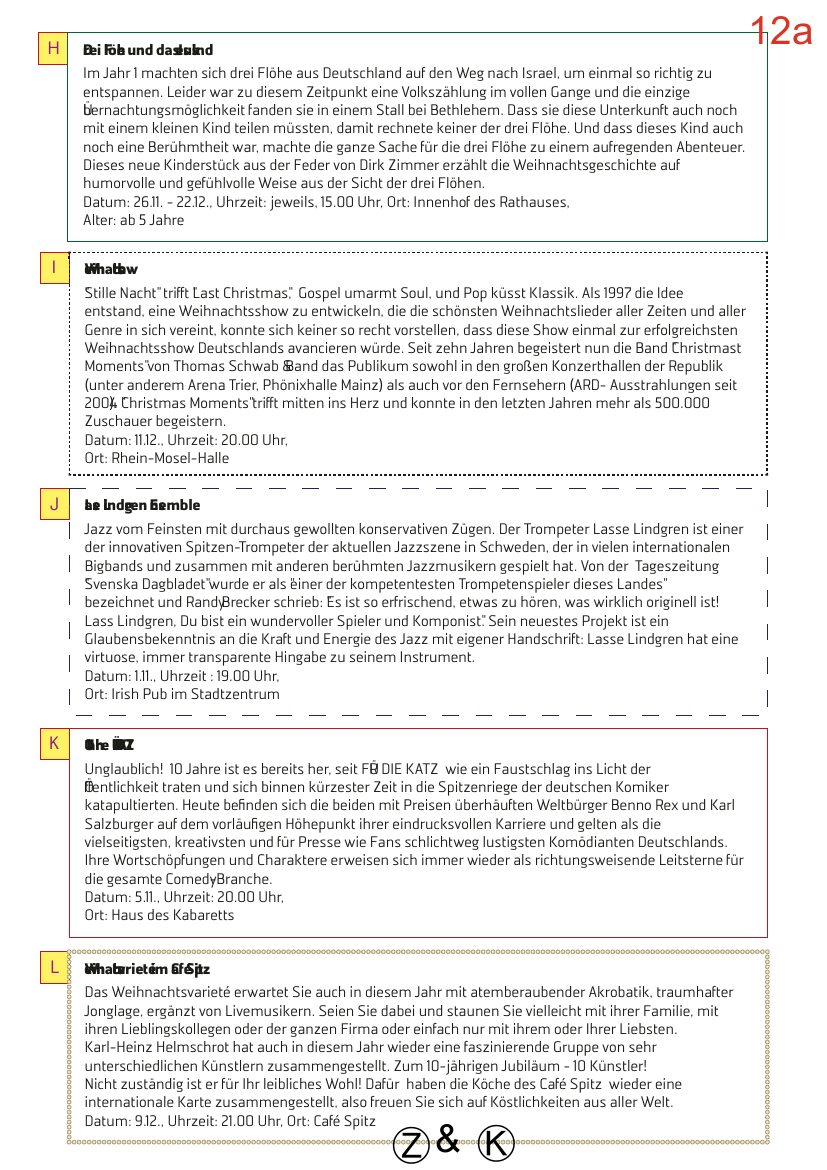 12a
H
Drei Flöhe und das Jesuskind
Im Jahr 1 machten sich drei Flöhe aus Deutschland auf den Weg nach Israel, um einmal so richtig zu
entspannen. Leider war zu diesem Zeitpunkt eine Volkszählung im vollen Gange und die einzige
Übernachtungsmöglichkeit fanden sie in einem Stall bei Bethlehem. Dass sie diese Unterkunft auch noch
mit einem kleinen Kind teilen müssten, damit rechnete keiner der drei Flöhe. Und dass dieses Kind auch
noch eine Berühmtheit war, machte die ganze Sache für die drei Flöhe zu einem aufregenden Abenteuer.
Dieses neue Kinderstück aus der Feder von Dirk Zimmer erzählt die Weihnachtsgeschichte auf
humorvolle und gefühlvolle Weise aus der Sicht der drei Flöhen.
Datum: 26.11. - 22.12., Uhrzeit: jeweils, 15.00 Uhr, Ort: Innenhof des Rathauses,
Alter: ab 5 Jahre
I
"Stille Nacht" trifft "Last Christmas", Gospel umarmt Soul, und Pop küsst Klassik. Als 1997 die Idee
entstand, eine Weihnachtsshow zu entwickeln, die die schönsten Weihnachtslieder aller Zeiten und aller
Genre in sich vereint, konnte sich keiner so recht vorstellen, dass diese Show einmal zur erfolgreichsten
Weihnachtsshow Deutschlands avancieren würde. Seit zehn Jahren begeistert nun die Band "Christmast
Moments" von Thomas Schwab & Band das Publikum sowohl in den großen Konzerthallen der Republik
(unter anderem Arena Trier, Phönixhalle Mainz) als auch vor den Fernsehern (ARD- Ausstrahlungen seit
2004). "Christmas Moments" trifft mitten ins Herz und konnte in den letzten Jahren mehr als 500.000
Zuschauer begeistern.
Datum: 11.12., Uhrzeit: 20.00 Uhr,
Ort: Rhein-Mosel-Halle
J
Lasse Lindgren Ensemble
Jazz vom Feinsten mit durchaus gewollten konservativen Zügen. Der Trompeter Lasse Lindgren ist einer
der innovativen Spitzen-Trompeter der aktuellen Jazzszene in Schweden, der in vielen internationalen
Bigbands und zusammen mit anderen berühmten Jazzmusikern gespielt hat. Von der Tageszeitung
"Svenska Dagbladet" wurde er als "einer der kompetentesten Trompetenspieler dieses Landes"
bezeichnet und Randy Brecker schrieb: "Es ist so erfrischend, etwas zu hören, was wirklich originell ist!
Lass Lindgren, Du bist ein wundervoller Spieler und Komponist." Sein neuestes Projekt ist ein
Glaubensbekenntnis an die Kraft und Energie des Jazz mit eigener Handschrift: Lasse Lindgren hat eine
virtuose, immer transparente Hingabe zu seinem Instrument.
Datum: 1.11., Uhrzeit : 19.00 Uhr,
Ort: Irish Pub im Stadtzentrum
K
Unglaublich! 10 Jahre ist es bereits her, seit FÜR DIE KATZ wie ein Faustschlag ins Licht der
Öffentlichkeit traten und sich binnen kürzester Zeit in die Spitzenriege der deutschen Komiker
katapultierten. Heute befinden sich die beiden mit Preisen überhäuften Weltbürger Benno Rex und Karl
Salzburger auf dem vorläufigen Höhepunkt ihrer eindrucksvollen Karriere und gelten als die
vielseitigsten, kreativsten und für Presse wie Fans schlichtweg lustigsten Komödianten Deutschlands.
Ihre Wortschöpfungen und Charaktere erweisen sich immer wieder als richtungsweisende Leitsterne für
die gesamte Comedy-Branche.
Datum: 5.11., Uhrzeit: 20.00 Uhr,
Ort: Haus des Kabaretts
L
Weihnachtsvarieté im Café Spitz
Das Weihnachtsvarieté erwartet Sie auch in diesem Jahr mit atemberaubender Akrobatik, traumhafter
Jonglage, ergänzt von Livemusikern. Seien Sie dabei und staunen Sie vielleicht mit ihrer Familie, mit
ihren Lieblingskollegen oder der ganzen Firma oder einfach nur mit ihrem oder Ihrer Liebsten.
Karl-Heinz Helmschrot hat auch in diesem Jahr wieder eine faszinierende Gruppe von sehr
unterschiedlichen Künstlern zusammengestellt. Zum 10-jährigen Jubiläum - 10 Künstler!
Nicht zuständig ist er für Ihr leibliches Wohl! Dafür haben die Köche des Café Spitz wieder eine
internationale Karte zusammengestellt, also freuen Sie sich auf Köstlichkeiten aus aller Welt.
Datum: 9.12., Uhrzeit: 21.00 Uhr, Ort: Café Spitz
Z & K